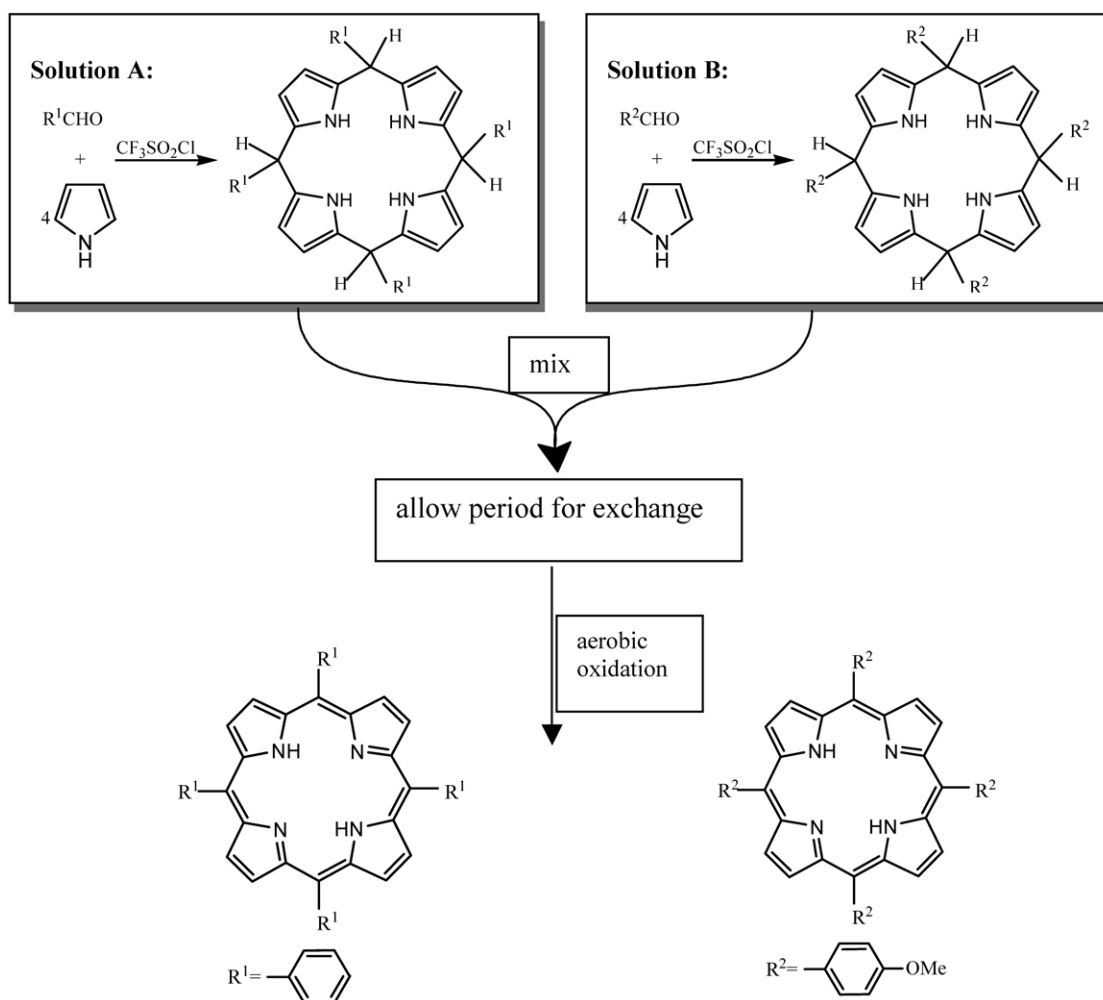 Solution A:
R¹CHO
+
4
N
H
CF₃SO₂Cl
R¹
H
NH
HN
H
R¹
R¹
H
NH
HN
H
R¹
Solution B:
R²CHO
+
4
N
H
CF₃SO₂Cl
R²
H
NH
HN
H
R²
R²
H
NH
HN
H
R²
mix
allow period for exchange
aerobic
oxidation
R¹
NH
N
R¹
R¹
N
HN
R¹
R¹=
R²
NH
N
R²
R²
N
HN
R²
R²=
OMe